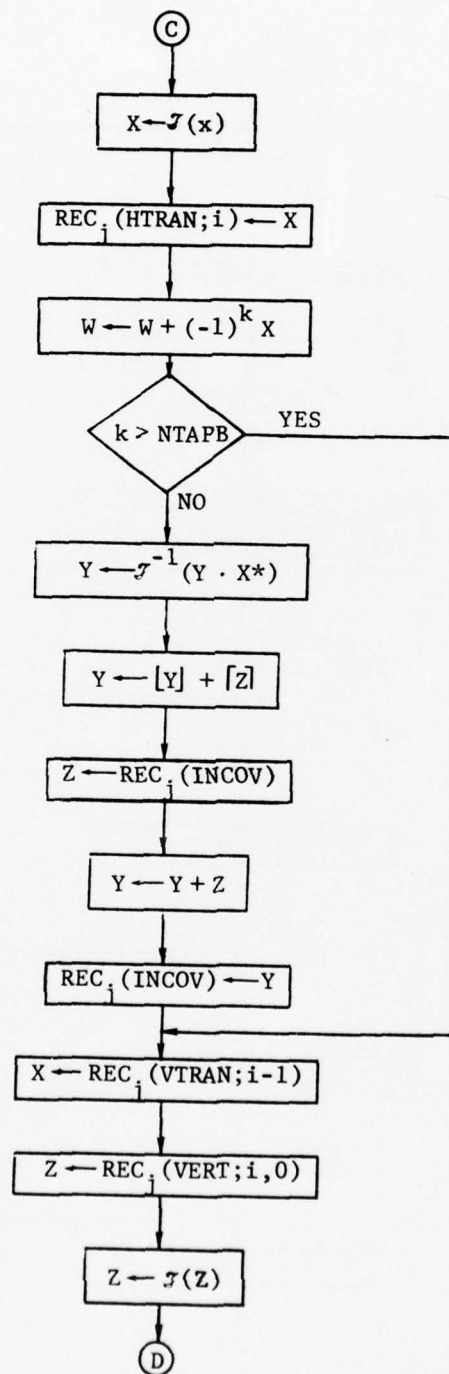 C
X ← 𝒯(x)
REC_j(HTRAN;i) ← X
W ← W + (-1)^k X
k > NTAPB
YES
NO
Y ← 𝒯^-1(Y · X*)
Y ← ⌊Y⌋ + ⌈Z⌉
Z ← REC_j(INCOV)
Y ← Y + Z
REC_j(INCOV) ← Y
X ← REC_j(VTRAN;i-1)
Z ← REC_j(VERT;i,0)
Z ← 𝒯(Z)
D